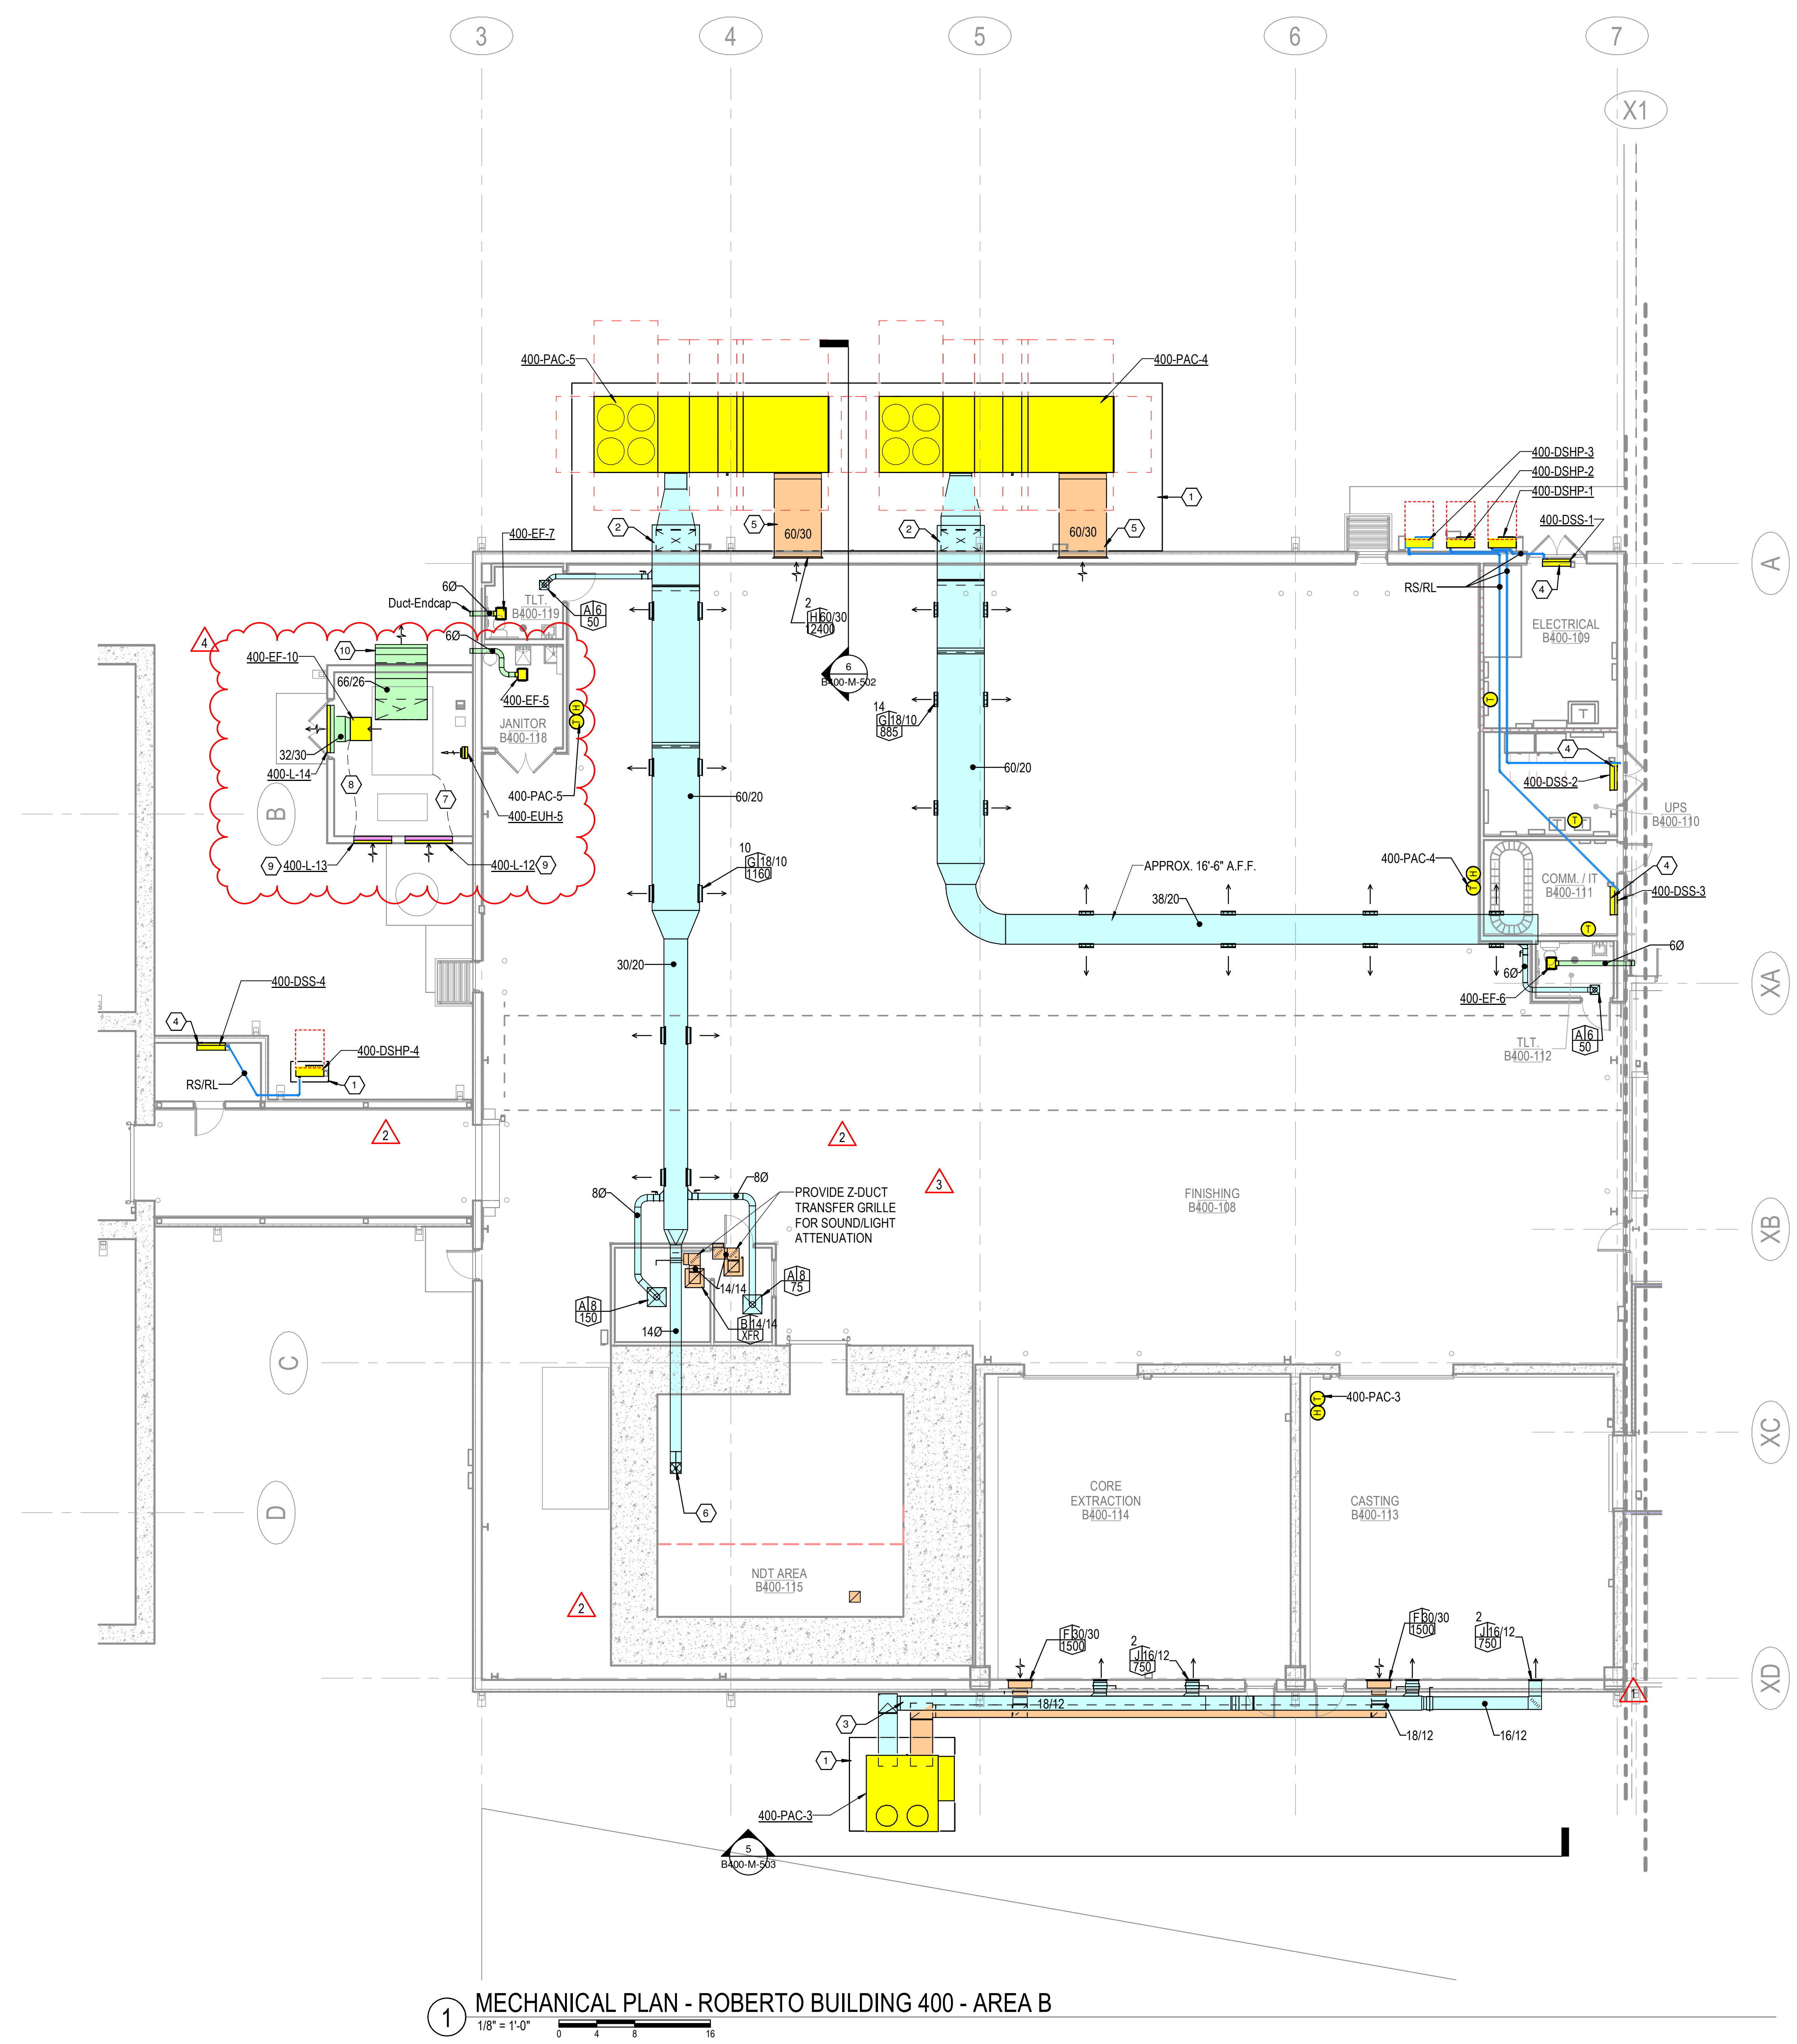 3
4
5
6
7
X1
400-PAC-5
400-PAC-4
1
400-DSHP-3
400-DSHP-2
400-DSHP-1
400-DSS-1
2
5
60/30
2
60/30
5
400-EF-7
A
6Ø
Duct-Endcap
TLT.
B400-119
A 6
50
2
H 60/30
12400
RS/RL
4
ELECTRICAL
B400-109
4
10
6Ø
400-EF-10
66/26
400-EF-5
6
B400-M-502
T
T
14
G 18/10
885
H
T
JANITOR
B400-118
32/30
400-L-14
8
7
400-PAC-5
400-EUH-5
60/20
60/20
4
400-DSS-2
UPS
B400-110
T
B
9
400-L-13
400-L-12
9
10
G 18/10
1160
APPROX. 16'-6" A.F.F.
38/20
400-PAC-4
H
T
COMM. / IT
B400-111
4
400-DSS-3
T
30/20
6Ø
6Ø
400-EF-6
XA
400-DSS-4
4
400-DSHP-4
RS/RL
1
TLT.
B400-112
A 6
50
2
2
3
8Ø
8Ø
PROVIDE Z-DUCT
TRANSFER GRILLE
FOR SOUND/LIGHT
ATTENUATION
FINISHING
B400-108
XB
14/14
A 8
75
A 8
150
14Ø
B 14/14
XFR
C
T
H
400-PAC-3
XC
6
CORE
EXTRACTION
B400-114
CASTING
B400-113
D
NDT AREA
B400-115
2
F 30/30
1500
2
J 16/12
750
F 30/30
1500
2
J 16/12
750
XD
1
3
18/12
18/12
16/12
1
400-PAC-3
5
B400-M-503
1
MECHANICAL PLAN - ROBERTO BUILDING 400 - AREA B
1/8" = 1'-0"
0 4 8 16